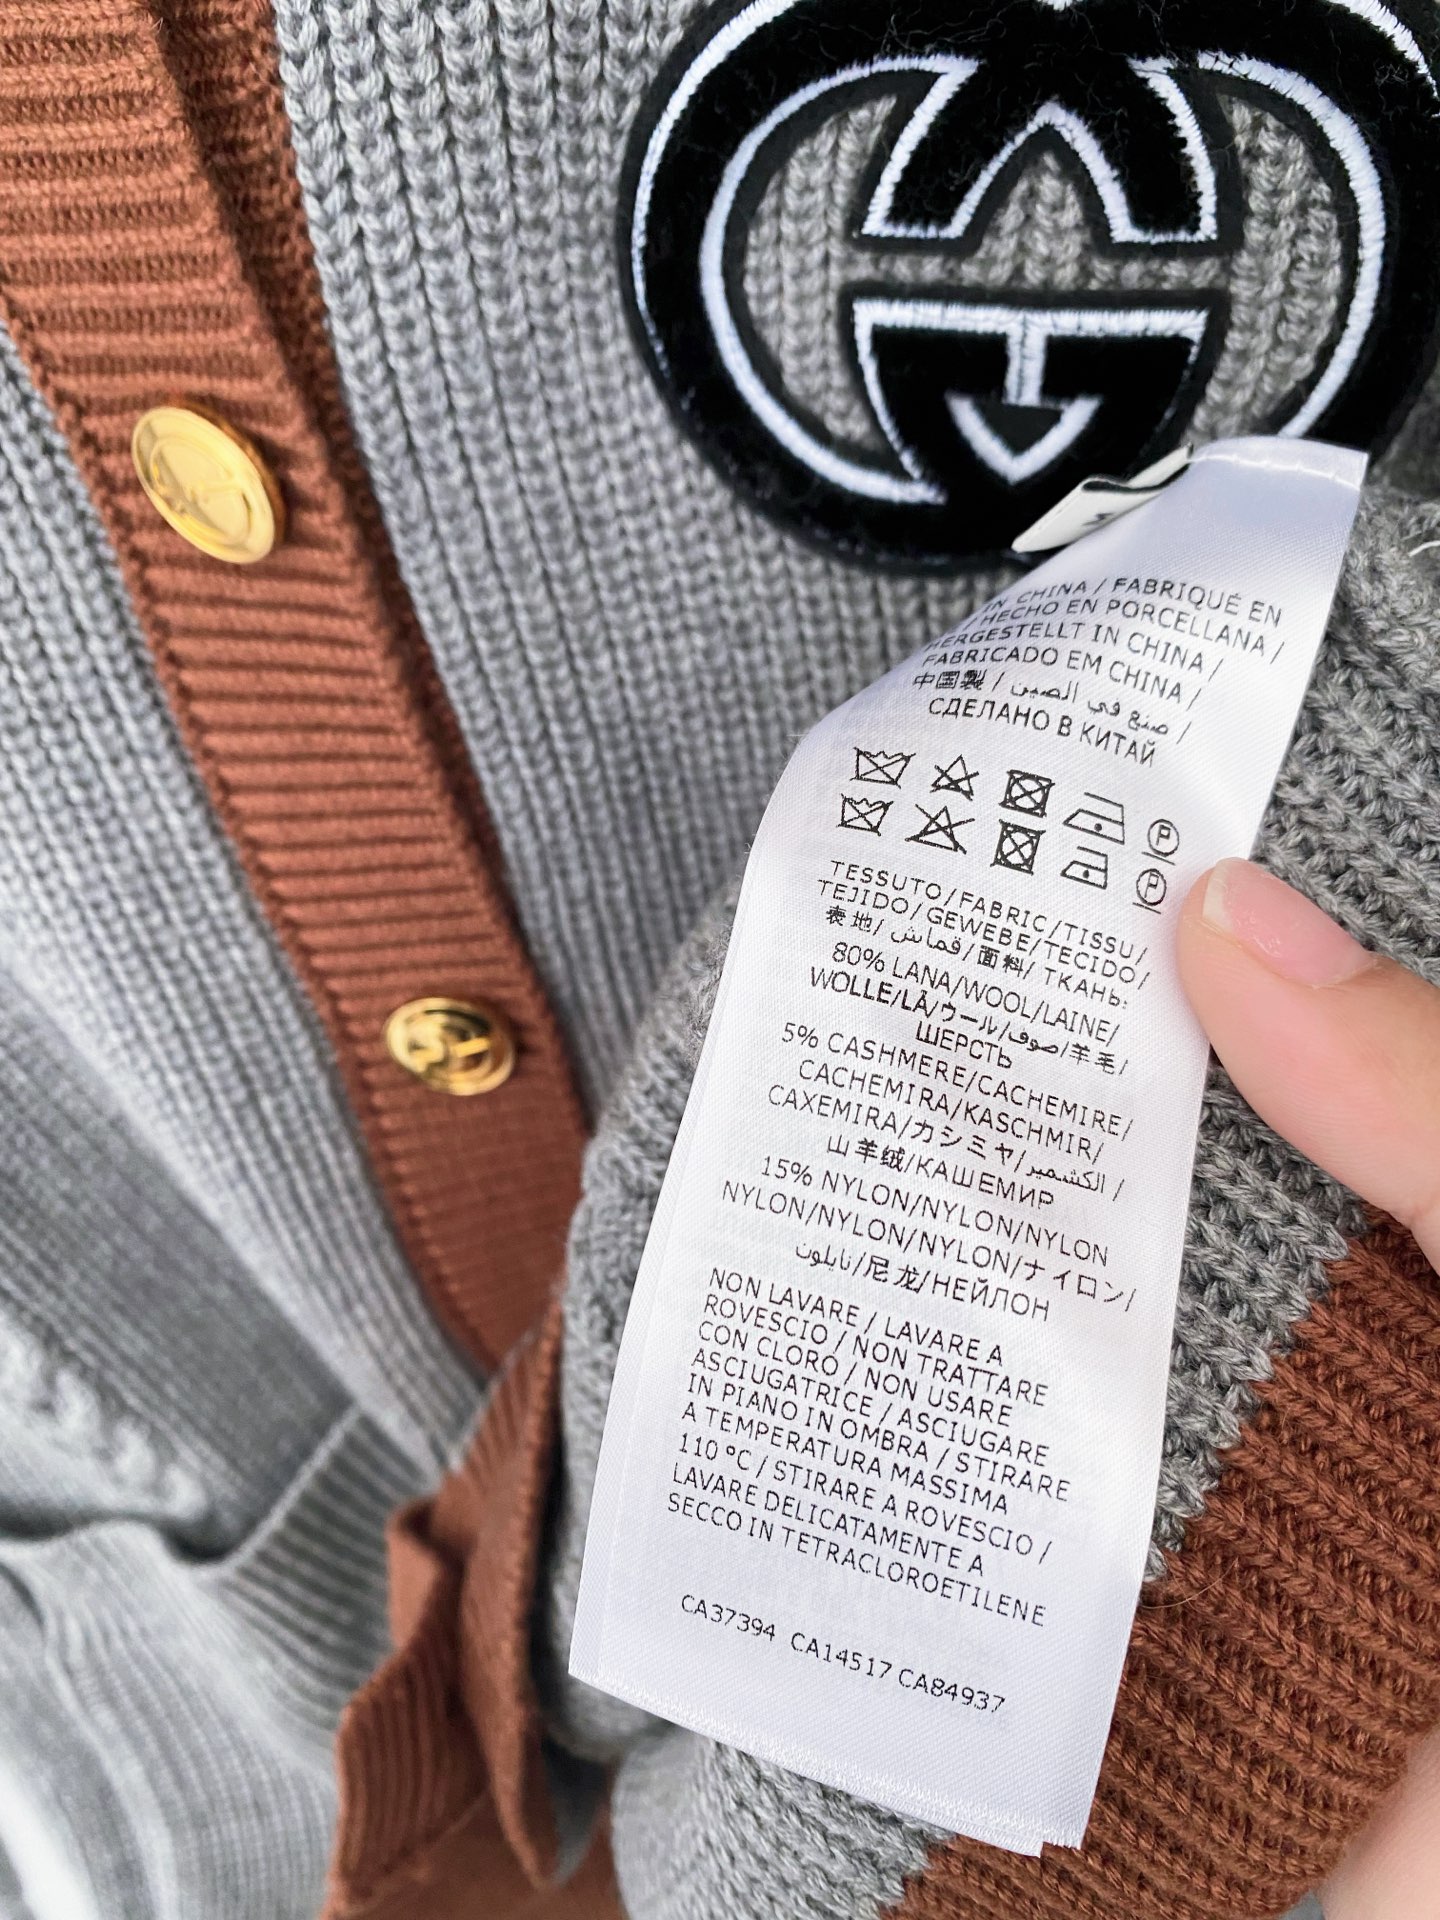 IN CHINA / FABRIQUÉ EN
/ HECHO EN PORCELLANA /
HERGESTELLT IN CHINA /
FABRICADO EM CHINA /
中国製 / صنع في الصين /
СДЕЛАНО В КИТАЙ
P
P
TESSUTO/FABRIC/TISSU/
TEJIDO/GEWEBE/TECIDO/
表地/قماش/面料/ТКАНЬ:
80% LANA/WOOL/LAINE/
WOLLE/LÃ/ウール/صوف/羊毛/
ШЕРСТЬ
5% CASHMERE/CACHEMIRE/
CACHEMIRA/KASCHMIR/
CAXEMIRA/カシミヤ/الكشمير/
山羊绒/КАШЕМИР
15% NYLON/NYLON/NYLON
NYLON/NYLON/NYLON/ナイロン/
نايلون/尼龙/НЕЙЛОН
NON LAVARE / LAVARE A
ROVESCIO / NON TRATTARE
CON CLORO / NON USARE
ASCIUGATRICE / ASCIUGARE
IN PIANO IN OMBRA / STIRARE
A TEMPERATURA MASSIMA
110 °C / STIRARE A ROVESCIO /
LAVARE DELICATAMENTE A
SECCO IN TETRACLOROETILENE
CA37394 CA14517 CA84937